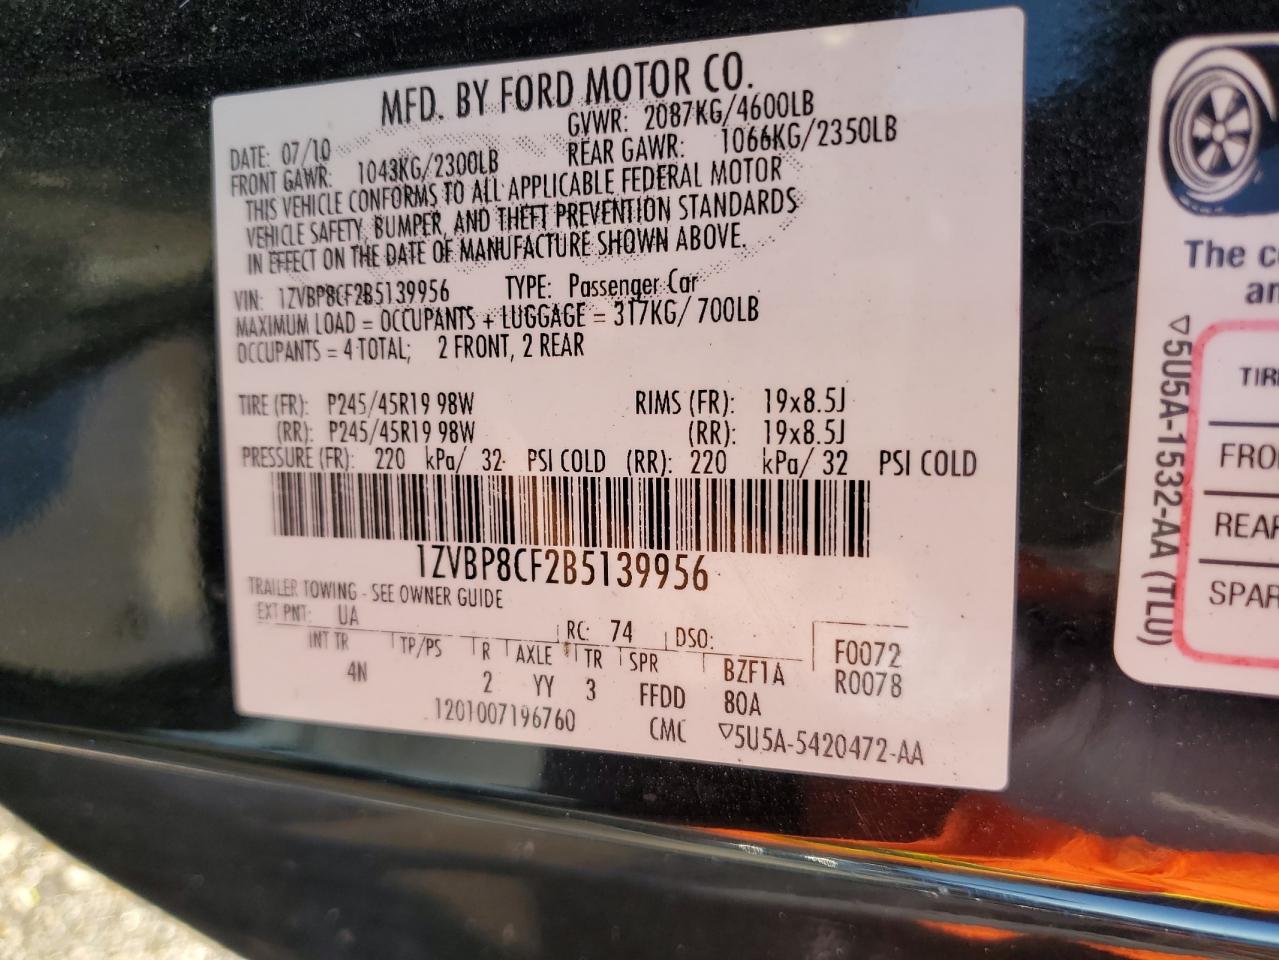 MFD. BY FORD MOTOR CO.
DATE: 07/10 GVWR: 2087KG/4600LB
FRONT GAWR: 1043KG/2300LB REAR GAWR: 1066KG/2350LB
THIS VEHICLE CONFORMS TO ALL APPLICABLE FEDERAL MOTOR
VEHICLE SAFETY, BUMPER, AND THEFT PREVENTION STANDARDS
IN EFFECT ON THE DATE OF MANUFACTURE SHOWN ABOVE.
VIN: 1ZVBP8CF2B5139956 TYPE: Passenger Car
MAXIMUM LOAD = OCCUPANTS + LUGGAGE = 317KG/ 700LB
OCCUPANTS = 4 TOTAL; 2 FRONT, 2 REAR
TIRE (FR): P245/45R19 98W RIMS (FR): 19x8.5J
(RR): P245/45R19 98W (RR): 19x8.5J
PRESSURE (FR): 220 kPa/ 32 PSI COLD (RR): 220 kPa/ 32 PSI COLD
1ZVBP8CF2B5139956
TRAILER TOWING - SEE OWNER GUIDE
EXT PNT: UA RC: 74 DSO: F0072
INT TR TP/PS R AXLE TR SPR BZF1A R0078
4N 2 YY 3 FFDD 80A
1201007196760 CMC ▽5U5A-5420472-AA
The c
an
▽5U5A-1532-AA (TLU)
TIR
FRO
REAR
SPAR